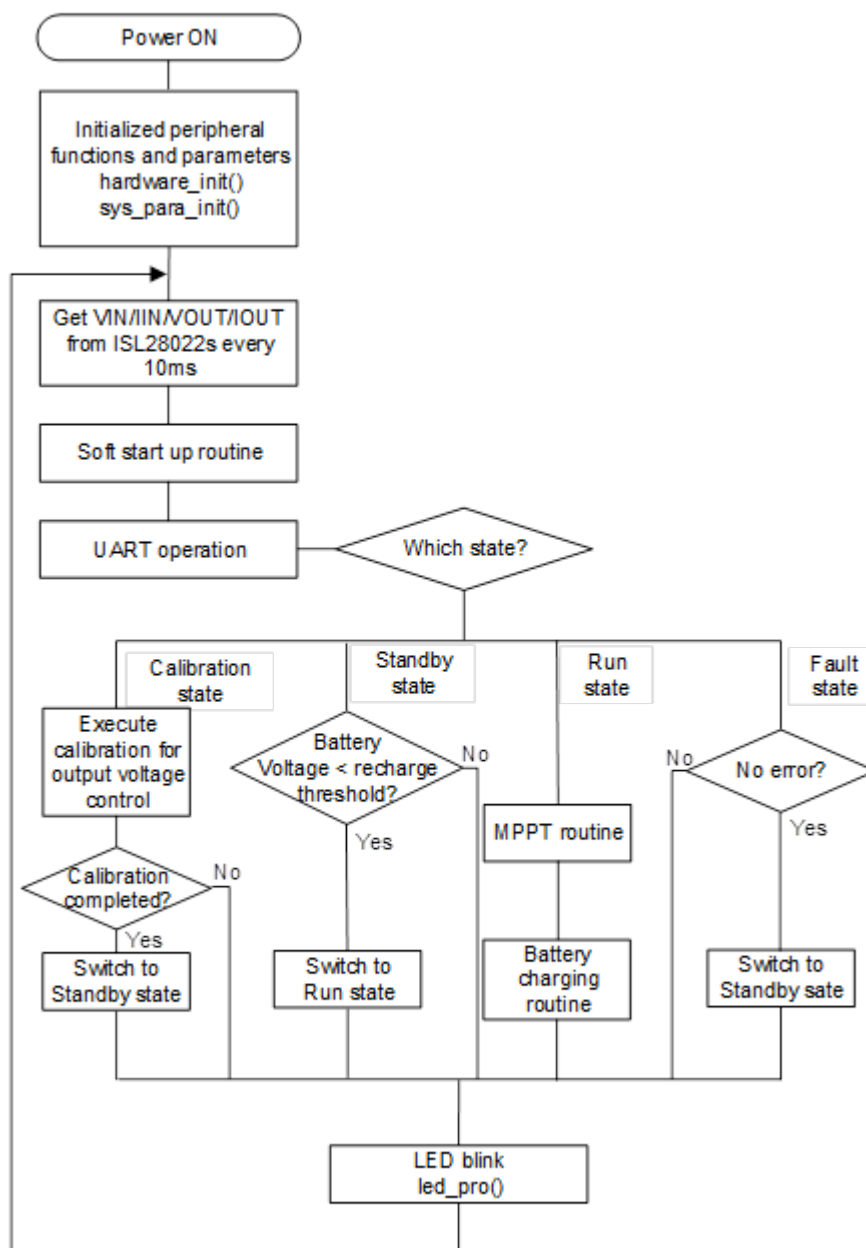 Power ON
Initialized peripheral
functions and parameters
hardware_init()
sys_para_init()
Get VIN/IIN/VOUT/IOUT
from ISL28022s every
10ms
Soft start up routine
UART operation
Which state?
Calibration
state
Standby
state
Run
state
Fault
state
Execute
calibration for
output voltage
control
Battery
Voltage < recharge
threshold?
No
Yes
MPPT routine
No
No error?
Yes
Calibration
completed?
No
Yes
Switch to
Standby state
Switch to
Run state
Battery
charging
routine
Switch to
Standby sate
LED blink
led_pro()